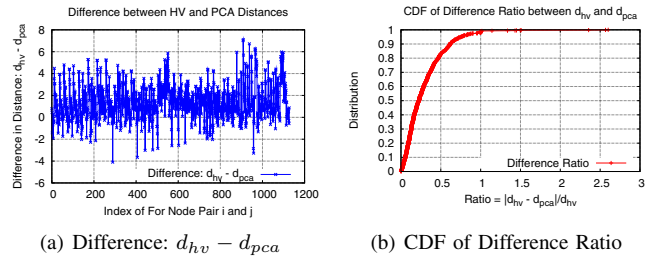 Difference between HV and PCA Distances
Difference in Distance: d_hv - d_pca
8
6
4
2
0
-2
-4
-6
Difference: d_hv - d_pca
0 200 400 600 800 1000 1200
Index of For Node Pair i and j
(a) Difference: d_hv − d_pca
CDF of Difference Ratio between d_hv and d_pca
Distribution
1
0.9
0.8
0.7
0.6
0.5
0.4
0.3
0.2
0.1
0
Difference Ratio
0 0.5 1 1.5 2 2.5 3
Ratio = |d_hv - d_pca|/d_hv
(b) CDF of Difference Ratio